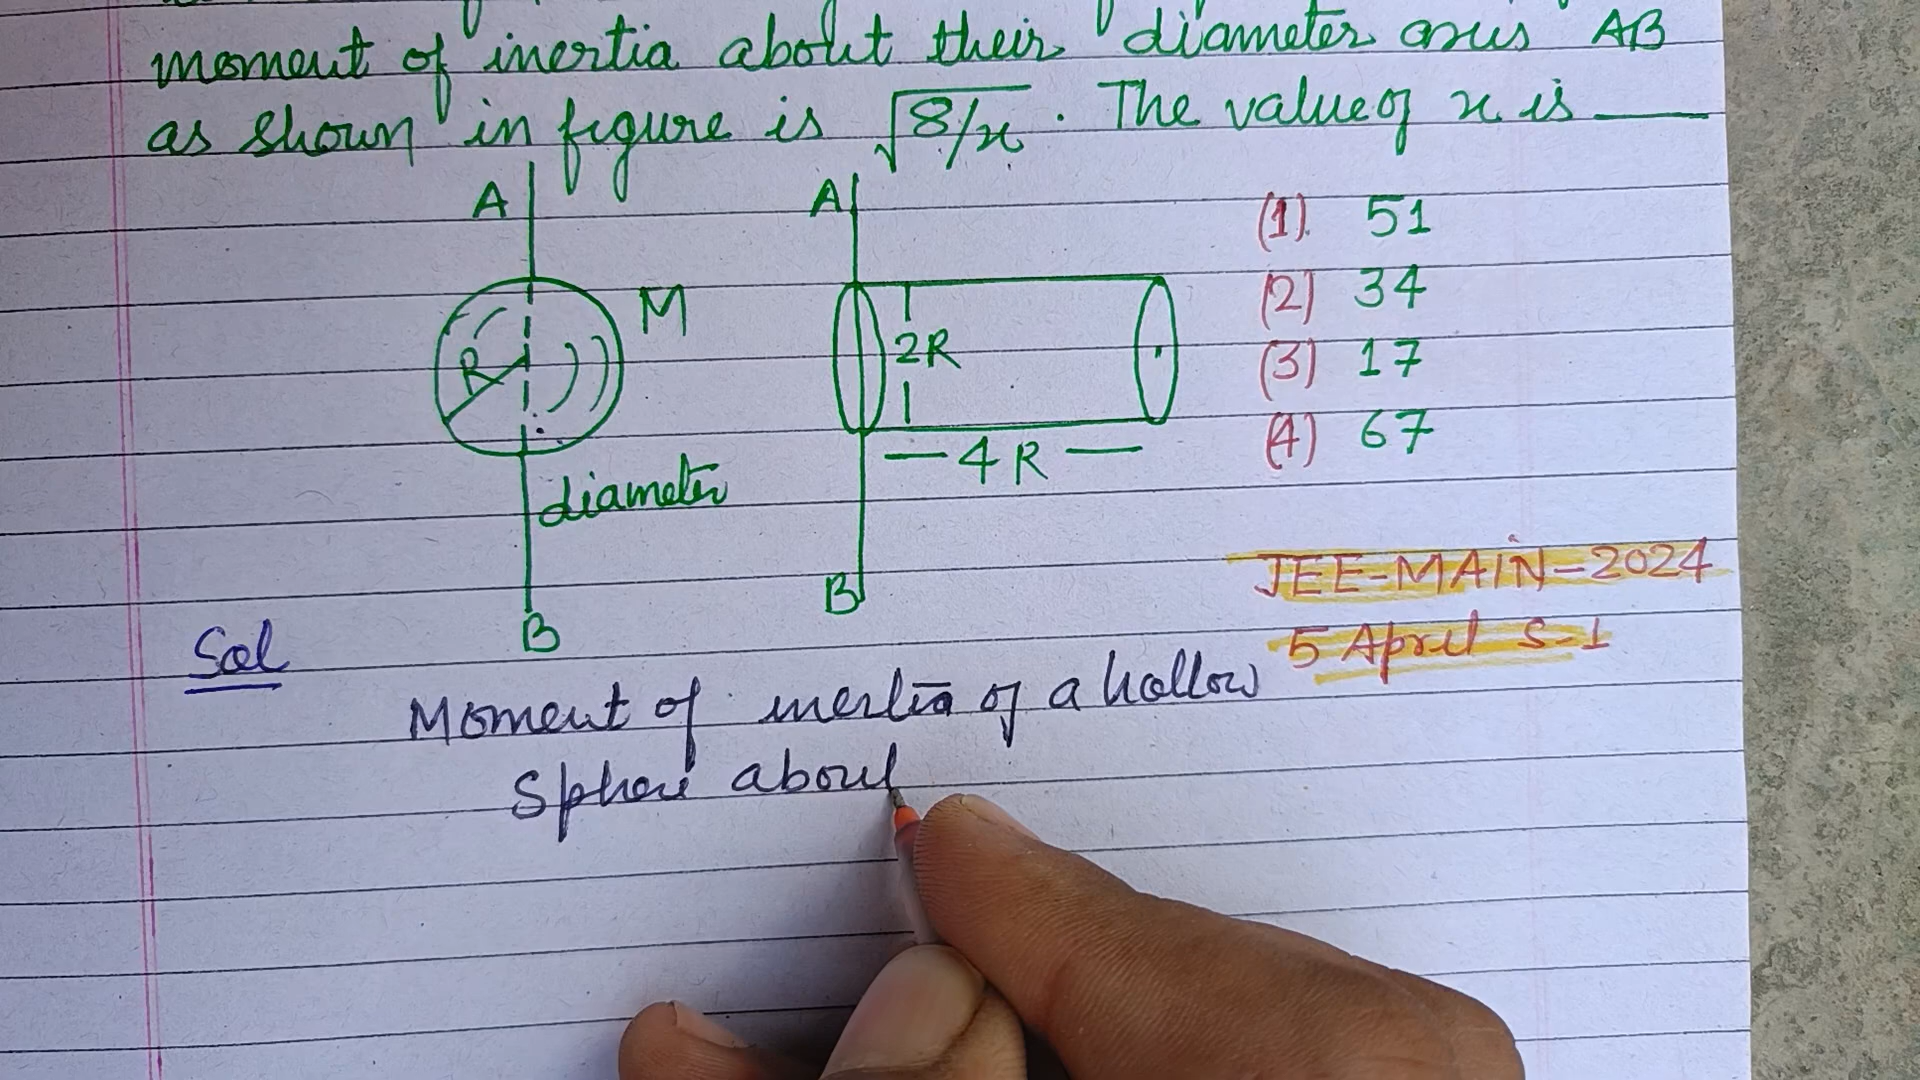 moment of inertia about their diameter axis AB
as shown in figure is √8/x . The value of x is ___
A
A
(1) 51
M
(2) 34
R
2R
(3) 17
(4) 67
4R
diameter
B
B
JEE-MAIN-2024
5 April S-1
Sol
Moment of inertia of a hollow
Sphere about